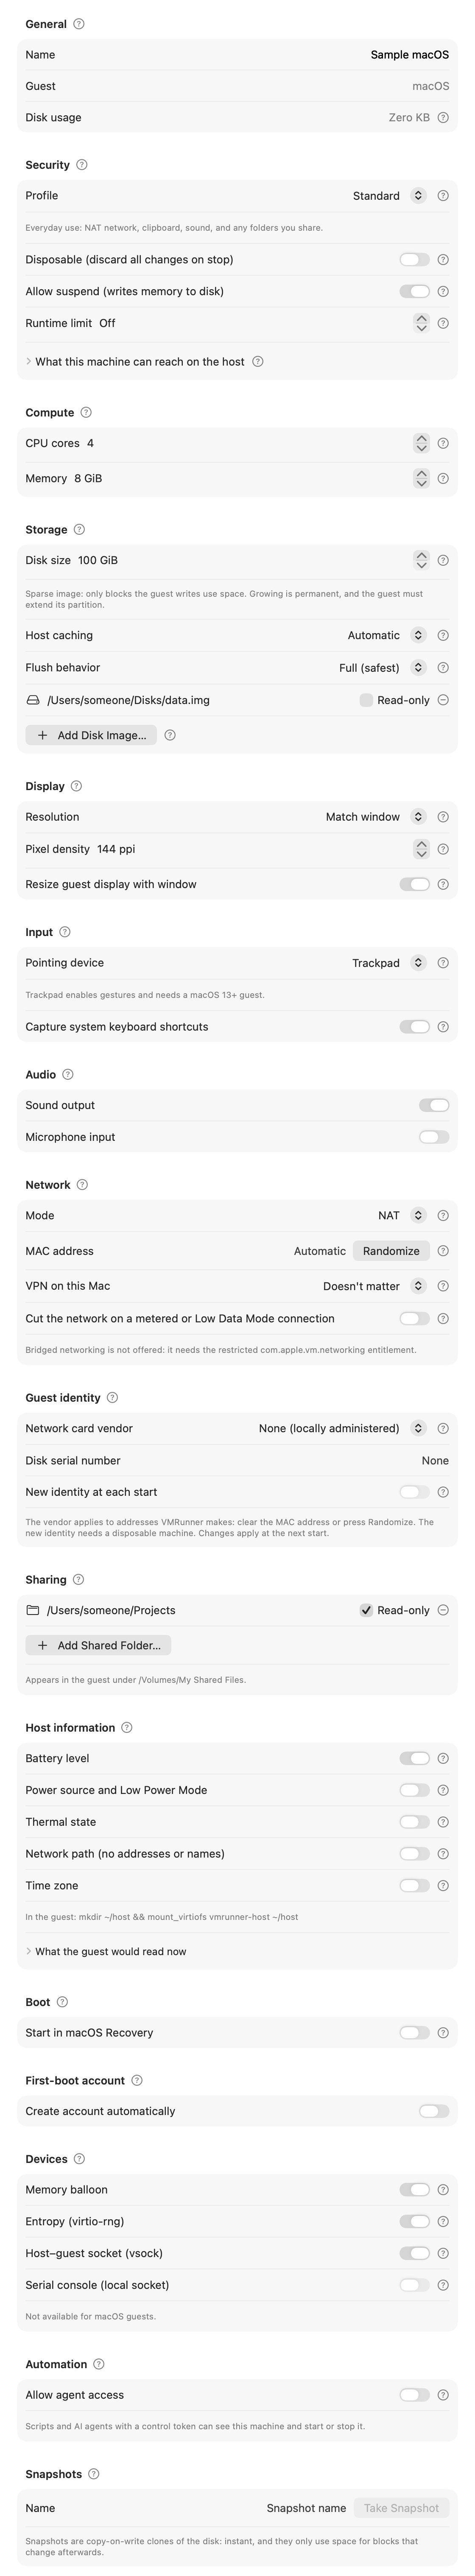 General
Name Sample macOS
Guest macOS
Disk usage Zero KB
Security
Profile Standard
Everyday use: NAT network, clipboard, sound, and any folders you share.
Disposable (discard all changes on stop)
Allow suspend (writes memory to disk)
Runtime limit Off
What this machine can reach on the host
Compute
CPU cores 4
Memory 8 GiB
Storage
Disk size 100 GiB
Sparse image: only blocks the guest writes use space. Growing is permanent, and the guest must
extend its partition.
Host caching Automatic
Flush behavior Full (safest)
/Users/someone/Disks/data.img Read-only
Add Disk Image...
Display
Resolution Match window
Pixel density 144 ppi
Resize guest display with window
Input
Pointing device Trackpad
Trackpad enables gestures and needs a macOS 13+ guest.
Capture system keyboard shortcuts
Audio
Sound output
Microphone input
Network
Mode NAT
MAC address Automatic Randomize
VPN on this Mac Doesn't matter
Cut the network on a metered or Low Data Mode connection
Bridged networking is not offered: it needs the restricted com.apple.vm.networking entitlement.
Guest identity
Network card vendor None (locally administered)
Disk serial number None
New identity at each start
The vendor applies to addresses VMRunner makes: clear the MAC address or press Randomize. The
new identity needs a disposable machine. Changes apply at the next start.
Sharing
/Users/someone/Projects Read-only
Add Shared Folder...
Appears in the guest under /Volumes/My Shared Files.
Host information
Battery level
Power source and Low Power Mode
Thermal state
Network path (no addresses or names)
Time zone
In the guest: mkdir ~/host && mount_virtiofs vmrunner-host ~/host
What the guest would read now
Boot
Start in macOS Recovery
First-boot account
Create account automatically
Devices
Memory balloon
Entropy (virtio-rng)
Host–guest socket (vsock)
Serial console (local socket)
Not available for macOS guests.
Automation
Allow agent access
Scripts and AI agents with a control token can see this machine and start or stop it.
Snapshots
Name Snapshot name Take Snapshot
Snapshots are copy-on-write clones of the disk: instant, and they only use space for blocks that
change afterwards.